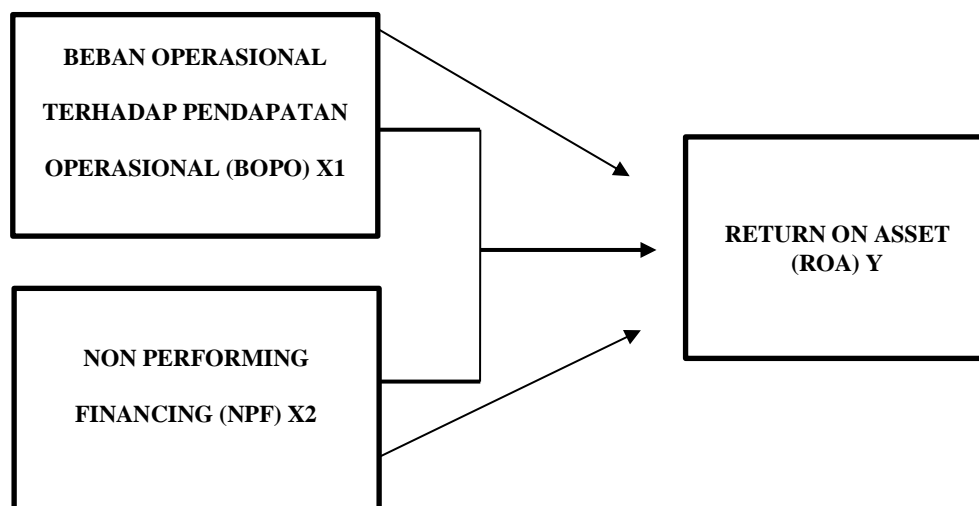 BEBAN OPERASIONAL
TERHADAP PENDAPATAN
OPERASIONAL (BOPO) X1
RETURN ON ASSET
(ROA) Y
NON PERFORMING
FINANCING (NPF) X2